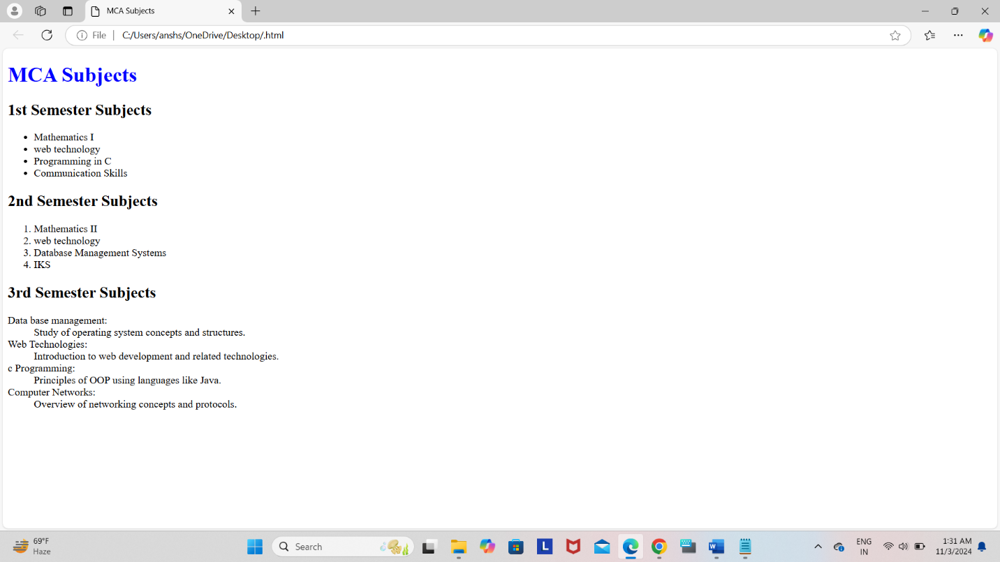 MCA Subjects
File
C:/Users/anshs/OneDrive/Desktop/.html
MCA Subjects
1st Semester Subjects
• Mathematics I
• web technology
• Programming in C
• Communication Skills
2nd Semester Subjects
1. Mathematics II
2. web technology
3. Database Management Systems
4. IKS
3rd Semester Subjects
Data base management:
Study of operating system concepts and structures.
Web Technologies:
Introduction to web development and related technologies.
c Programming:
Principles of OOP using languages like Java.
Computer Networks:
Overview of networking concepts and protocols.
69°F
Haze
Search
L
W
ENG
IN
1:31 AM
11/3/2024